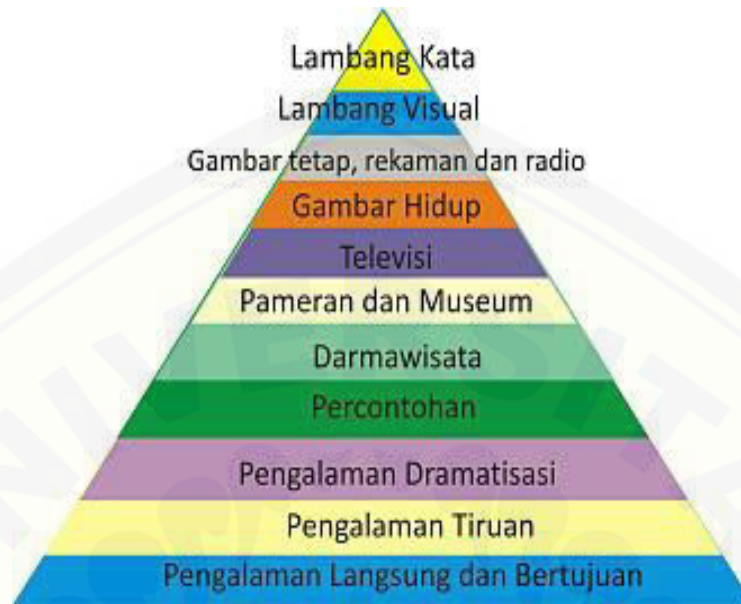 Lambang Kata
Lambang Visual
Gambar tetap, rekaman dan radio
Gambar Hidup
Televisi
Pameran dan Museum
Darmawisata
Percontohan
Pengalaman Dramatisasi
Pengalaman Tiruan
Pengalaman Langsung dan Bertujuan